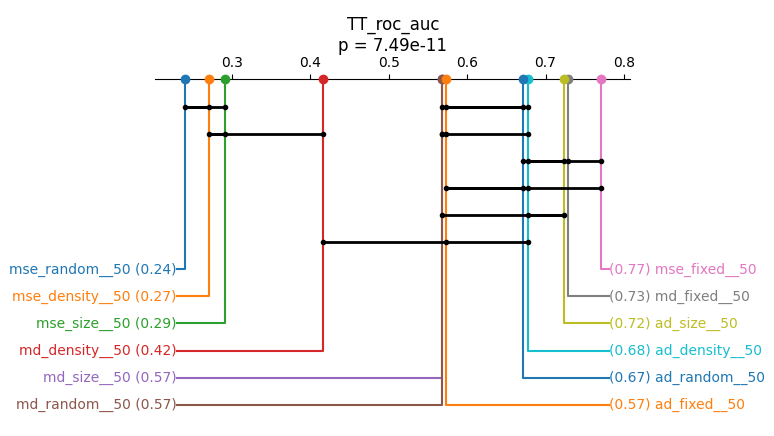 TT_roc_auc
p = 7.49e-11
0.3 0.4 0.5 0.6 0.7 0.8
mse_random__50 (0.24) (0.77) mse_fixed__50
mse_density__50 (0.27) (0.73) md_fixed__50
mse_size__50 (0.29) (0.72) ad_size__50
md_density__50 (0.42) (0.68) ad_density__50
md_size__50 (0.57) (0.67) ad_random__50
md_random__50 (0.57) (0.57) ad_fixed__50